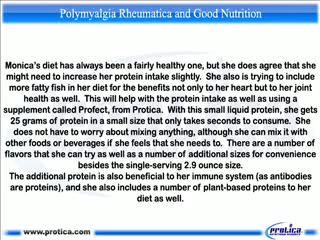 Polymyalgia Rheumatica and Good Nutrition
Monica's diet has always been a fairly healthy one, but she does agree that she
might need to increase her protein intake slightly.  She also is trying to include
more fatty fish in her diet for the benefits not only to her heart but to her joint
health as well.  This will help with the protein intake as well as using a
supplement called Profect, from Protica.  With this small liquid protein, she gets
25 grams of protein in a small size that only takes seconds to consume.  She
does not have to worry about mixing anything, although she can mix it with
other foods or beverages if she feels that she needs to.  There are a number of
flavors that she can try as well as a number of additional sizes for convenience
besides the single-serving 2.9 ounce size.
The additional protein is also beneficial to her immune system (as antibodies
are proteins), and she also includes a number of plant-based proteins to her
diet as well.
www.protica.com
protica